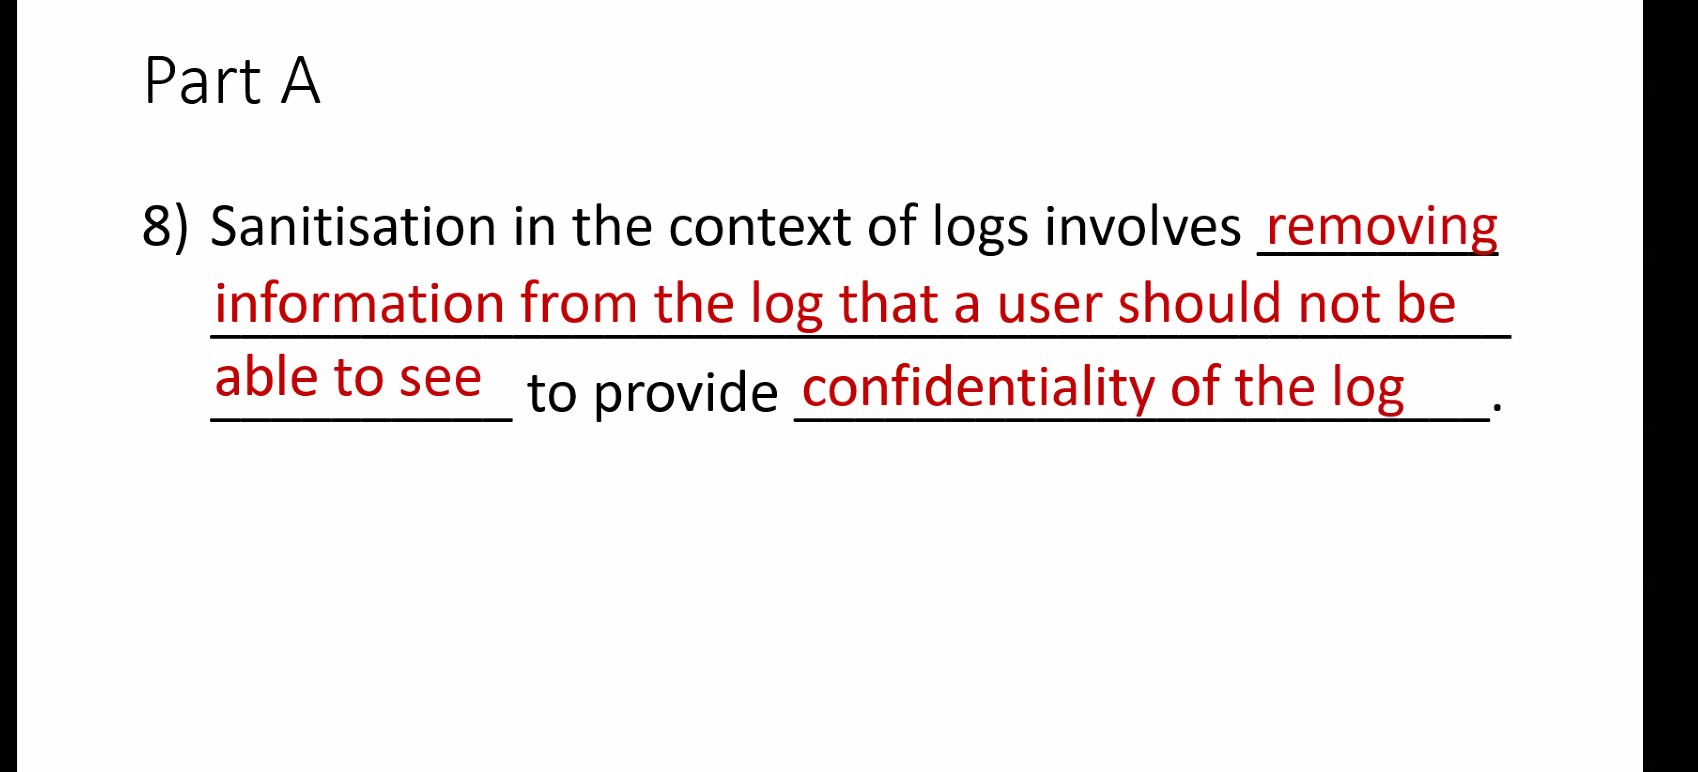 Part A
8) Sanitisation in the context of logs involves removing
information from the log that a user should not be
able to see to provide confidentiality of the log.